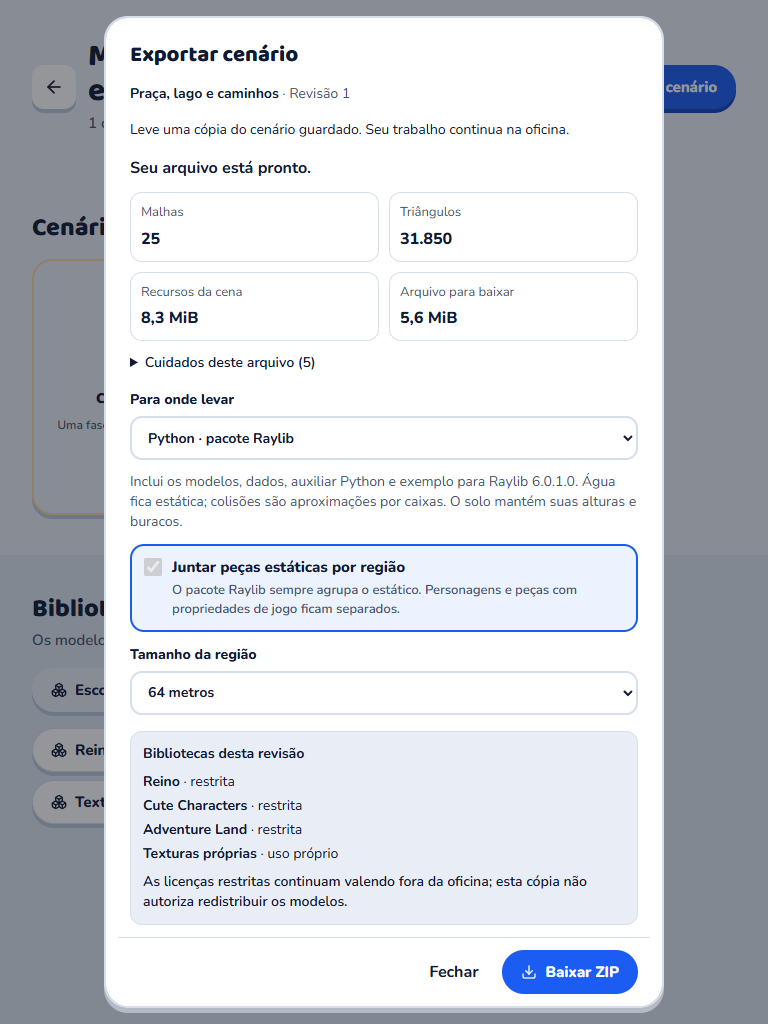 Exportar cenário
Praça, lago e caminhos · Revisão 1
cenário
Leve uma cópia do cenário guardado. Seu trabalho continua na oficina.
Seu arquivo está pronto.
Malhas
25
Triângulos
31.850
Recursos da cena
8,3 MiB
Arquivo para baixar
5,6 MiB
Cuidados deste arquivo (5)
Para onde levar
Python · pacote Raylib
Inclui os modelos, dados, auxiliar Python e exemplo para Raylib 6.0.1.0. Água
fica estática; colisões são aproximações por caixas. O solo mantém suas alturas e
buracos.
Juntar peças estáticas por região
O pacote Raylib sempre agrupa o estático. Personagens e peças com
propriedades de jogo ficam separados.
Tamanho da região
64 metros
Bibliotecas desta revisão
Reino · restrita
Cute Characters · restrita
Adventure Land · restrita
Texturas próprias · uso próprio
As licenças restritas continuam valendo fora da oficina; esta cópia não
autoriza redistribuir os modelos.
Fechar
Baixar ZIP